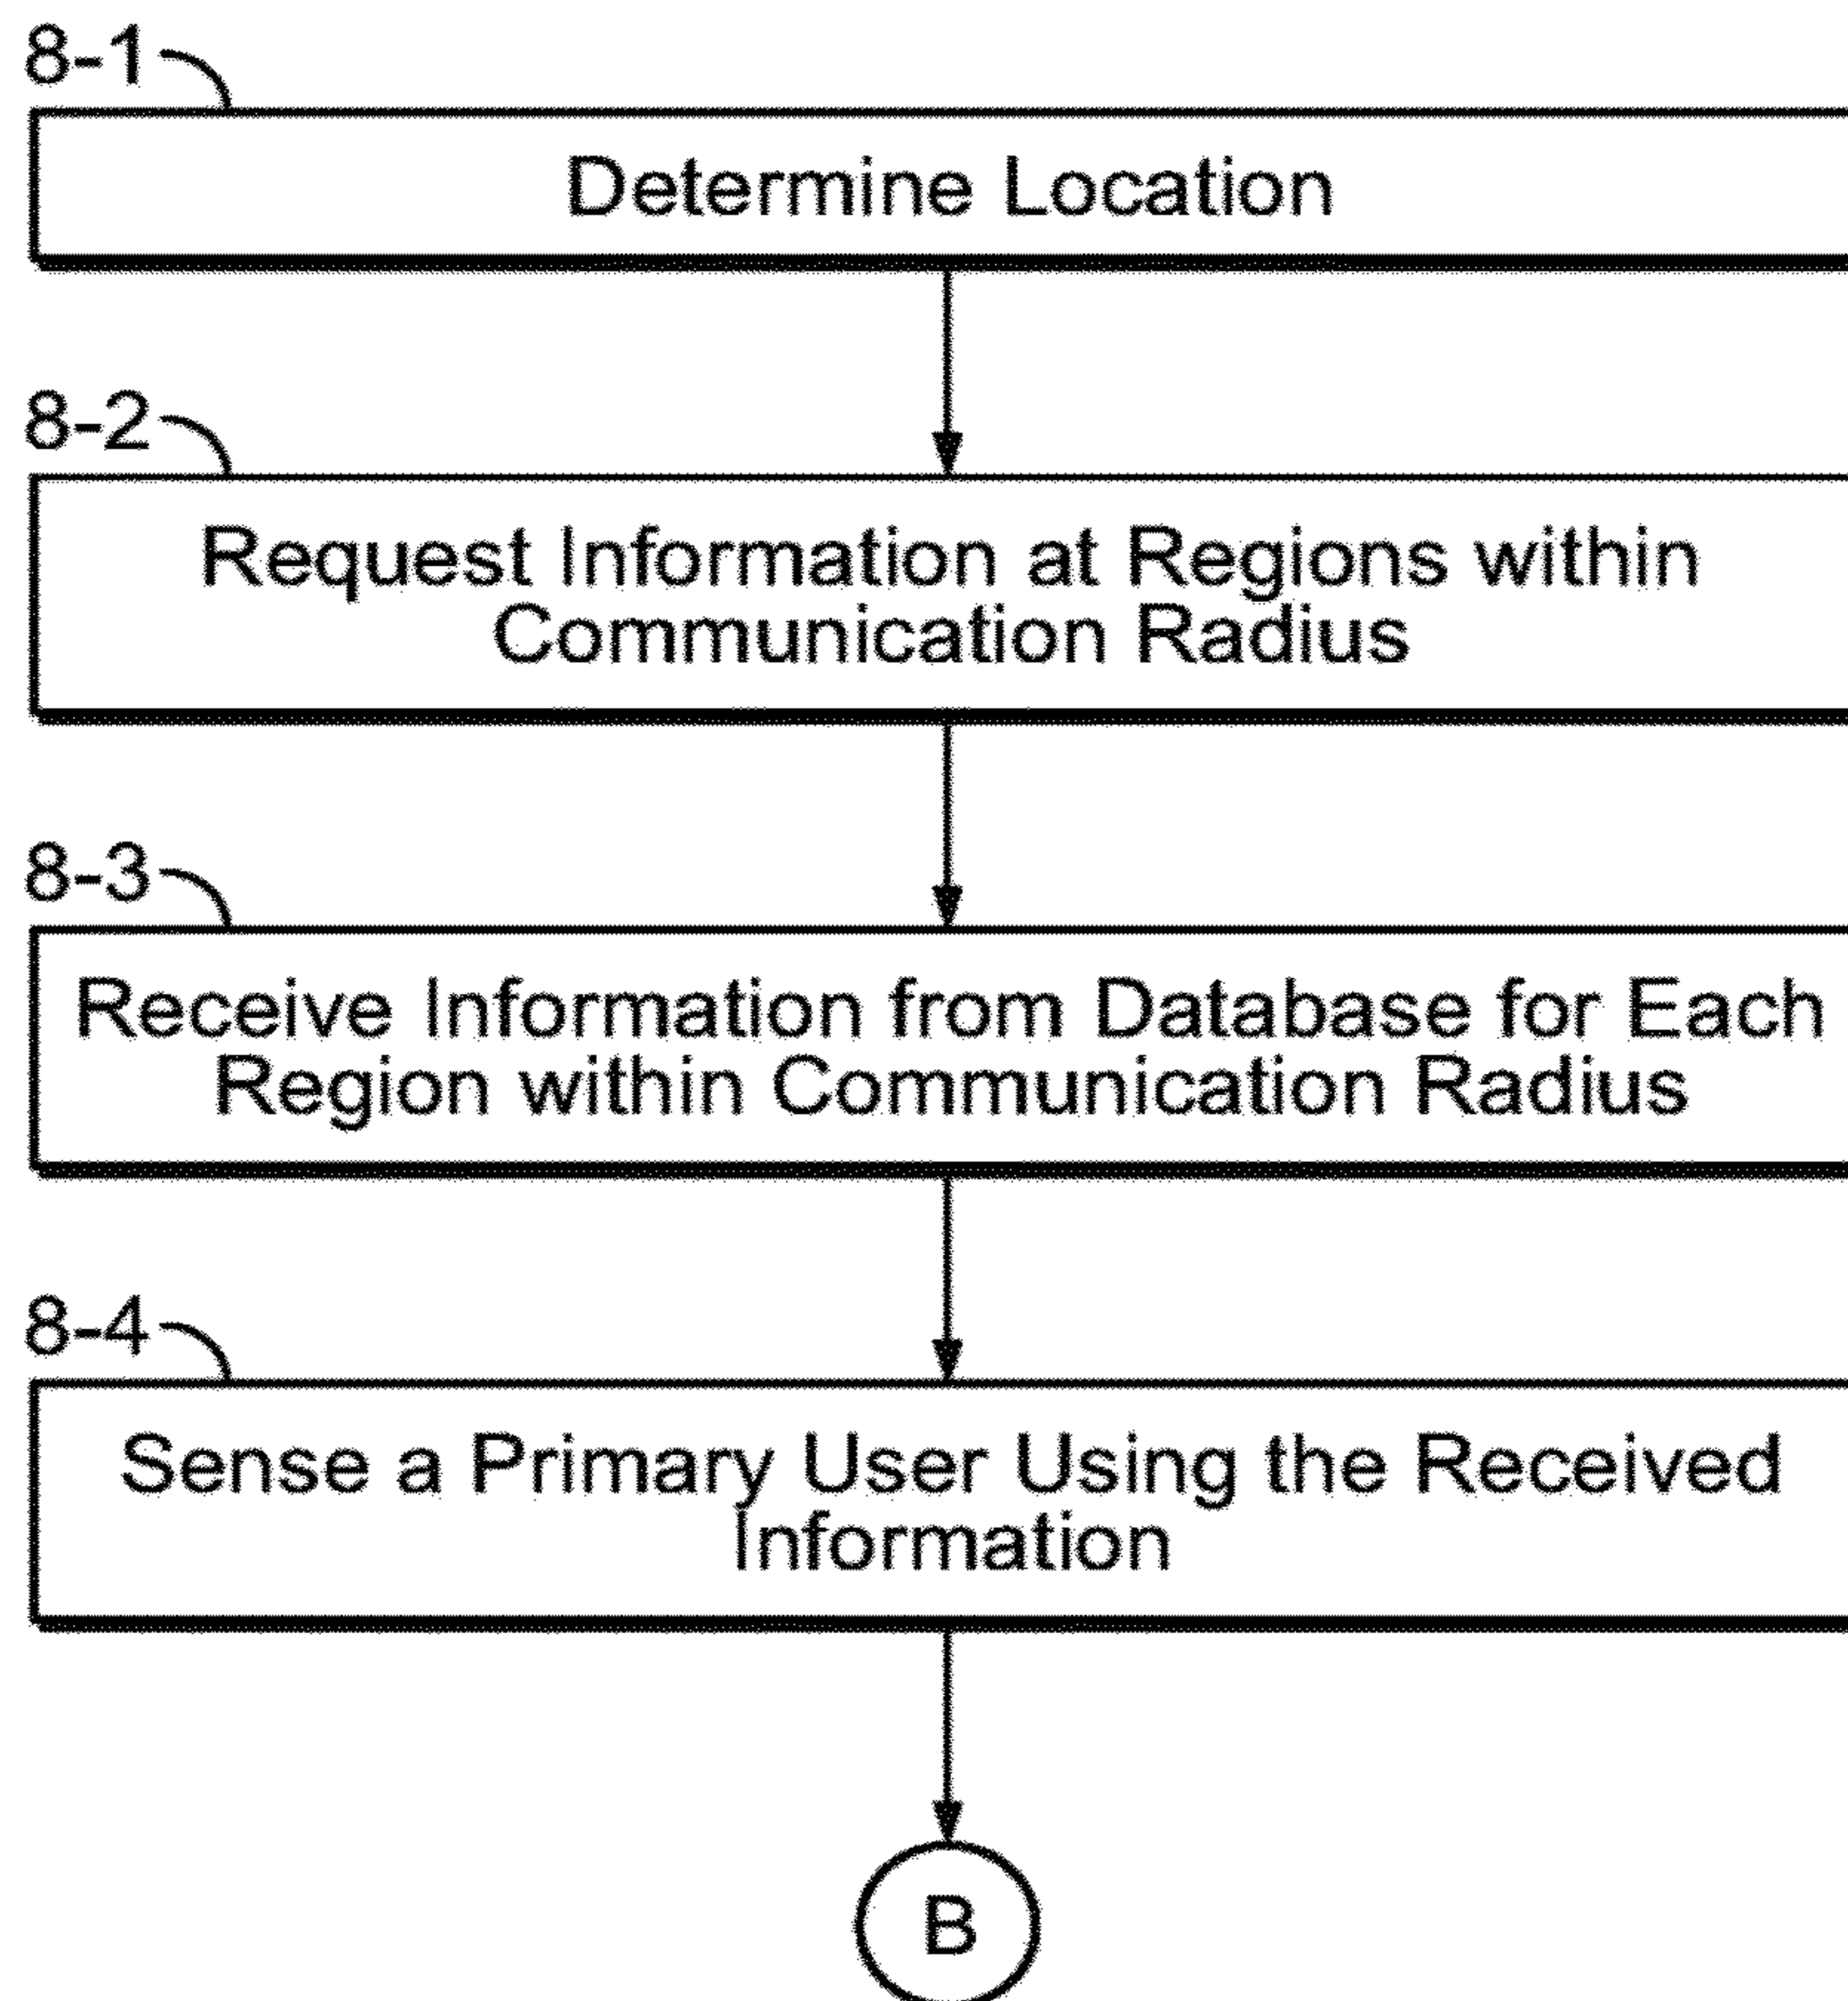 8-1
Determine Location
8-2
Request Information at Regions within
Communication Radius
8-3
Receive Information from Database for Each
Region within Communication Radius
8-4
Sense a Primary User Using the Received
Information
B